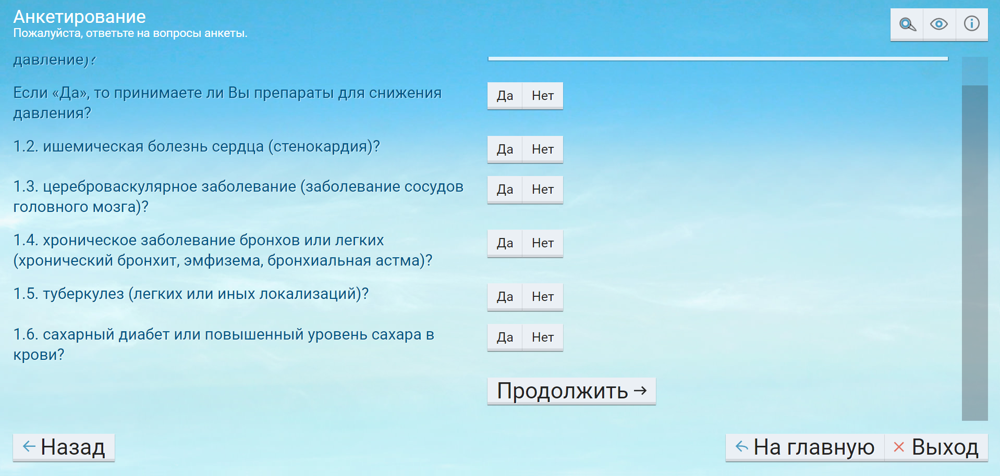 Анкетирование
Пожалуйста, ответьте на вопросы анкеты.
давление)?
Если «Да», то принимаете ли Вы препараты для снижения
давления?
Да Нет
1.2. ишемическая болезнь сердца (стенокардия)?
Да Нет
1.3. цереброваскулярное заболевание (заболевание сосудов
головного мозга)?
Да Нет
1.4. хроническое заболевание бронхов или легких
(хронический бронхит, эмфизема, бронхиальная астма)?
Да Нет
1.5. туберкулез (легких или иных локализаций)?
Да Нет
1.6. сахарный диабет или повышенный уровень сахара в
крови?
Да Нет
Продолжить
Назад
На главную
Выход